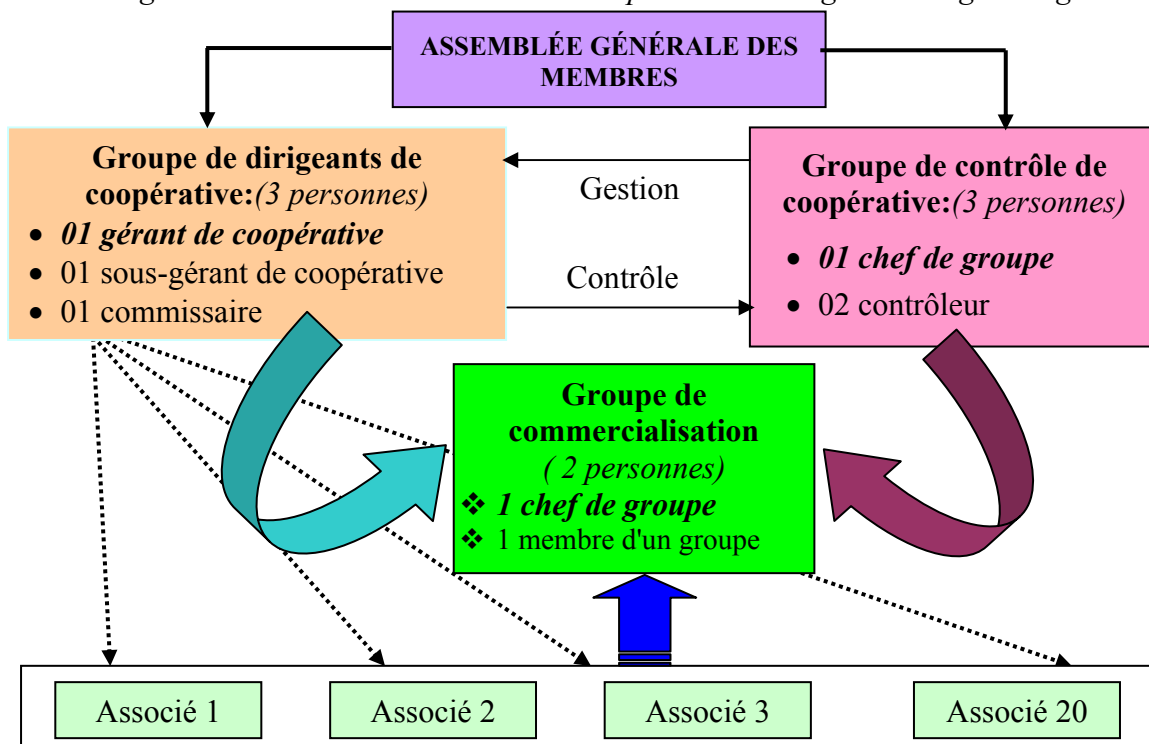 ASSEMBLÉE GÉNÉRALE DES
MEMBRES
Groupe de dirigeants de
coopérative:(3 personnes)
• 01 gérant de coopérative
• 01 sous-gérant de coopérative
• 01 commissaire
Gestion
Contrôle
Groupe de contrôle de
coopérative:(3 personnes)
• 01 chef de groupe
• 02 contrôleur
Groupe de
commercialisation
( 2 personnes)
❖ 1 chef de groupe
❖ 1 membre d'un groupe
Associé 1
Associé 2
Associé 3
Associé 20